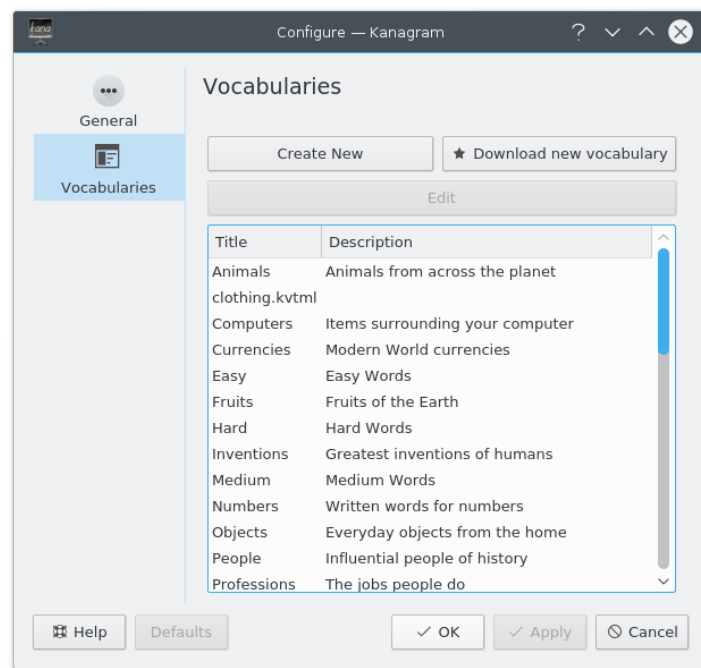 kana
Configure — Kanagram
General
Vocabularies
Vocabularies
Create New
Download new vocabulary
Edit
Title Description
Animals Animals from across the planet
clothing.kvtml
Computers Items surrounding your computer
Currencies Modern World currencies
Easy Easy Words
Fruits Fruits of the Earth
Hard Hard Words
Inventions Greatest inventions of humans
Medium Medium Words
Numbers Written words for numbers
Objects Everyday objects from the home
People Influential people of history
Professions The jobs people do
Help Defaults OK Apply Cancel